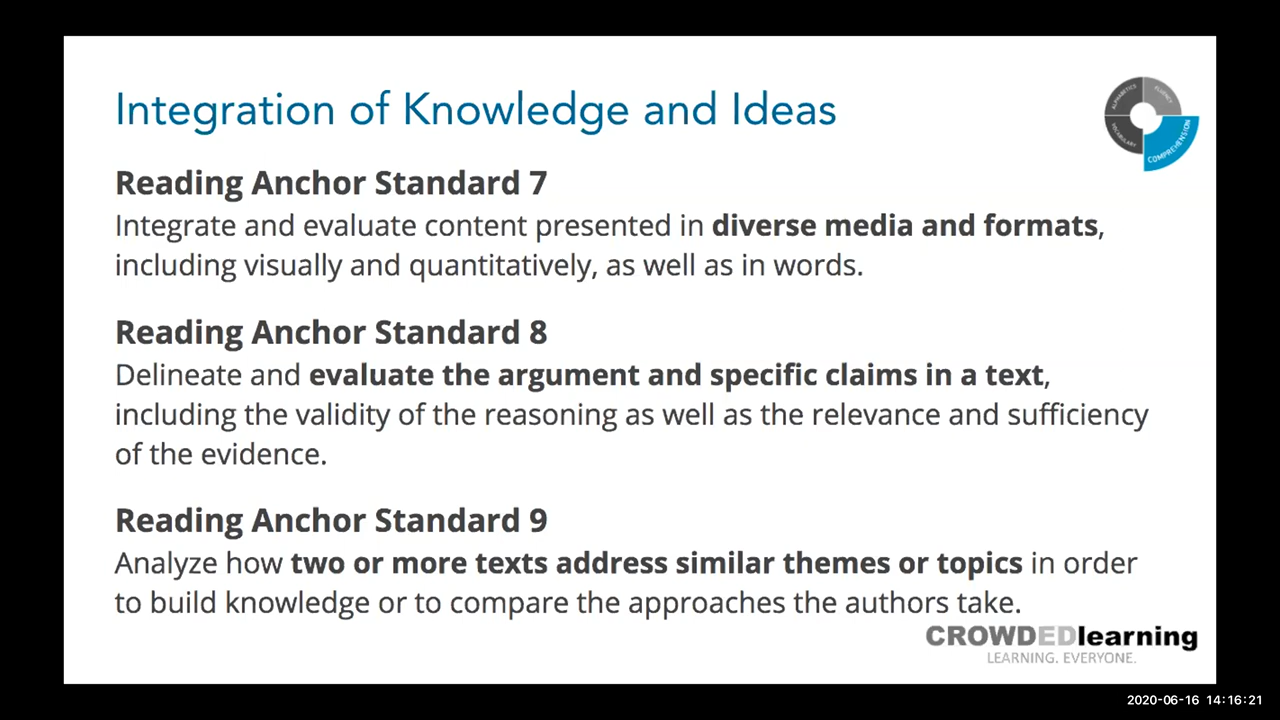 Integration of Knowledge and Ideas
ALPHABETICS
FLUENCY
VOCABULARY
COMPREHENSION
Reading Anchor Standard 7
Integrate and evaluate content presented in diverse media and formats,
including visually and quantitatively, as well as in words.
Reading Anchor Standard 8
Delineate and evaluate the argument and specific claims in a text,
including the validity of the reasoning as well as the relevance and sufficiency
of the evidence.
Reading Anchor Standard 9
Analyze how two or more texts address similar themes or topics in order
to build knowledge or to compare the approaches the authors take.
CROWDEDlearning
LEARNING. EVERYONE.
2020-06-16 14:16:21